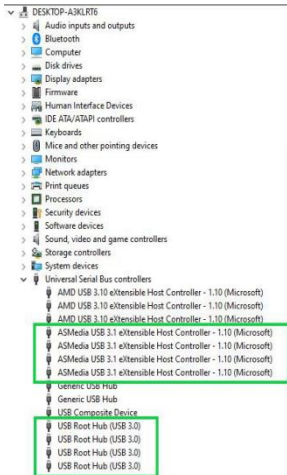 DESKTOP-A3KLRT6
Audio inputs and outputs
Bluetooth
Computer
Disk drives
Display adapters
Firmware
Human Interface Devices
IDE ATA/ATAPI controllers
Keyboards
Mice and other pointing devices
Monitors
Network adapters
Print queues
Processors
Security devices
Software devices
Sound, video and game controllers
Storage controllers
System devices
Universal Serial Bus controllers
AMD USB 3.10 eXtensible Host Controller - 1.10 (Microsoft)
AMD USB 3.10 eXtensible Host Controller - 1.10 (Microsoft)
AMD USB 3.10 eXtensible Host Controller - 1.10 (Microsoft)
ASMedia USB 3.1 eXtensible Host Controller - 1.10 (Microsoft)
ASMedia USB 3.1 eXtensible Host Controller - 1.10 (Microsoft)
ASMedia USB 3.1 eXtensible Host Controller - 1.10 (Microsoft)
ASMedia USB 3.1 eXtensible Host Controller - 1.10 (Microsoft)
Generic USB Hub
Generic USB Hub
USB Composite Device
USB Root Hub (USB 3.0)
USB Root Hub (USB 3.0)
USB Root Hub (USB 3.0)
USB Root Hub (USB 3.0)